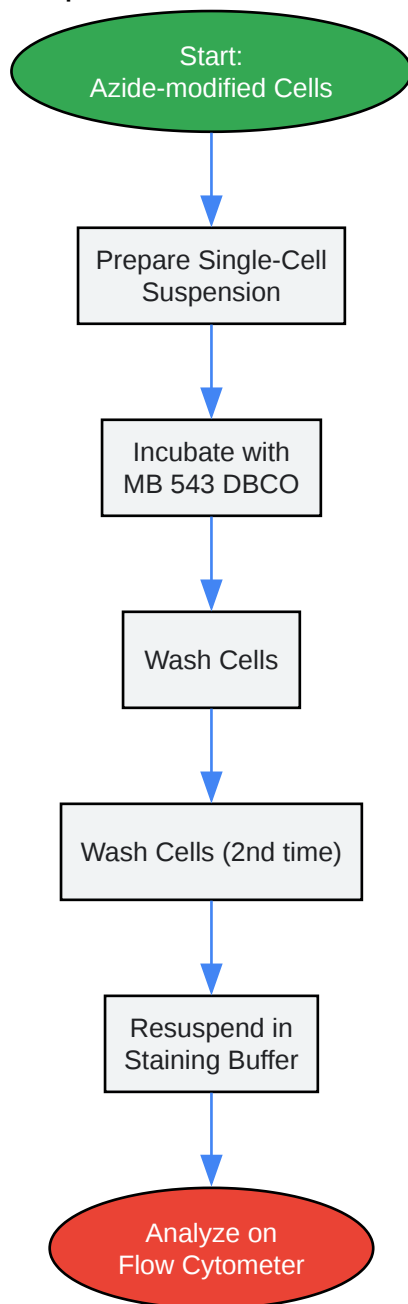 Start:
Azide-modified Cells
Prepare Single-Cell
Suspension
Incubate with
MB 543 DBCO
Wash Cells
Wash Cells (2nd time)
Resuspend in
Staining Buffer
Analyze on
Flow Cytometer